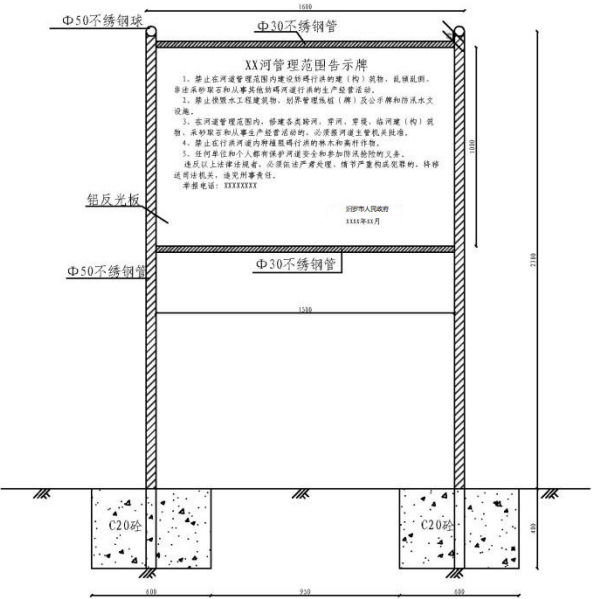 1600
Φ50不绣钢球
Φ30不绣钢管
XX河管理范围告示牌
1、禁止在河道管理范围内建设妨碍行洪的建（构）筑物，乱倾乱倒，
非法采砂取石和从事其他妨碍河道行洪的生产经营活动。
2、禁止损毁水工程建筑物、划界管理线桩（牌）及公示牌和防汛水文
设施。
3、在河道管理范围内，修建各类跨河、穿河、穿堤、临河建（构）筑
物，采砂取石和从事生产经营活动的，必须报河道主管机关批准。
4、禁止在行洪河道内种植阻碍行洪的林木和高杆作物。
5、任何单位和个人都有保护河道安全和参加防汛抢险的义务。
违反以上法律法规者，必须依法严肃处理，情节严重构成犯罪的，将移
送司法机关，追究刑事责任。
举报电话：XXXXXXXX
汨罗市人民政府
xxxx年xx月
1000
铝反光板
Φ50不绣钢管
Φ30不绣钢管
1500
2100
C20砼
C20砼
400
600
950
600